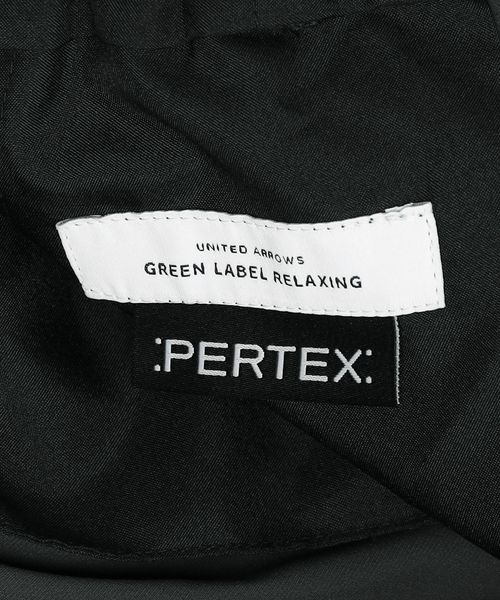 UNITED ARROWS
GREEN LABEL RELAXING
:PERTEX: